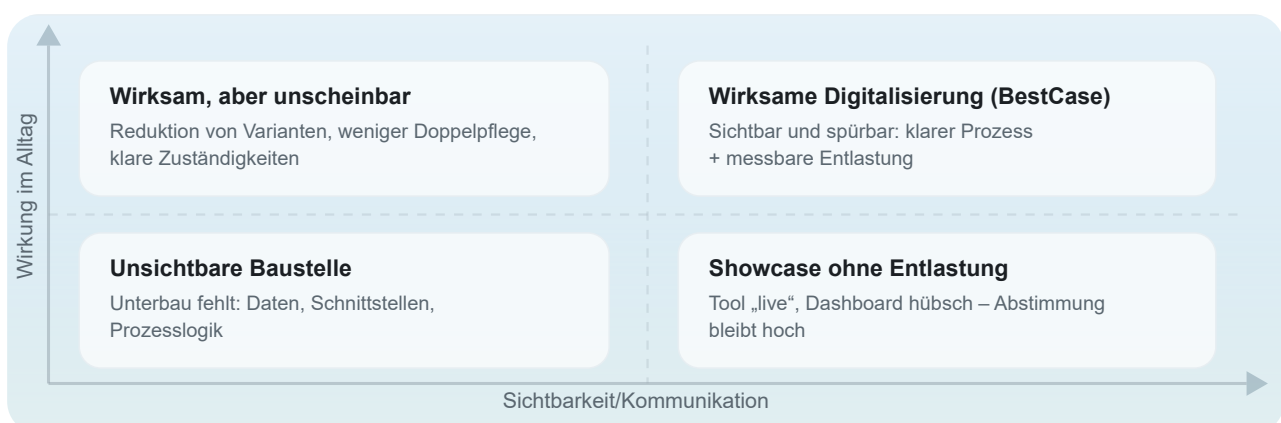 Wirkung im Alltag
Wirksam, aber unscheinbar
Reduktion von Varianten, weniger Doppelpflege,
klare Zuständigkeiten
Wirksame Digitalisierung (BestCase)
Sichtbar und spürbar: klarer Prozess
+ messbare Entlastung
Unsichtbare Baustelle
Unterbau fehlt: Daten, Schnittstellen,
Prozesslogik
Showcase ohne Entlastung
Tool „live“, Dashboard hübsch – Abstimmung
bleibt hoch
Sichtbarkeit/Kommunikation